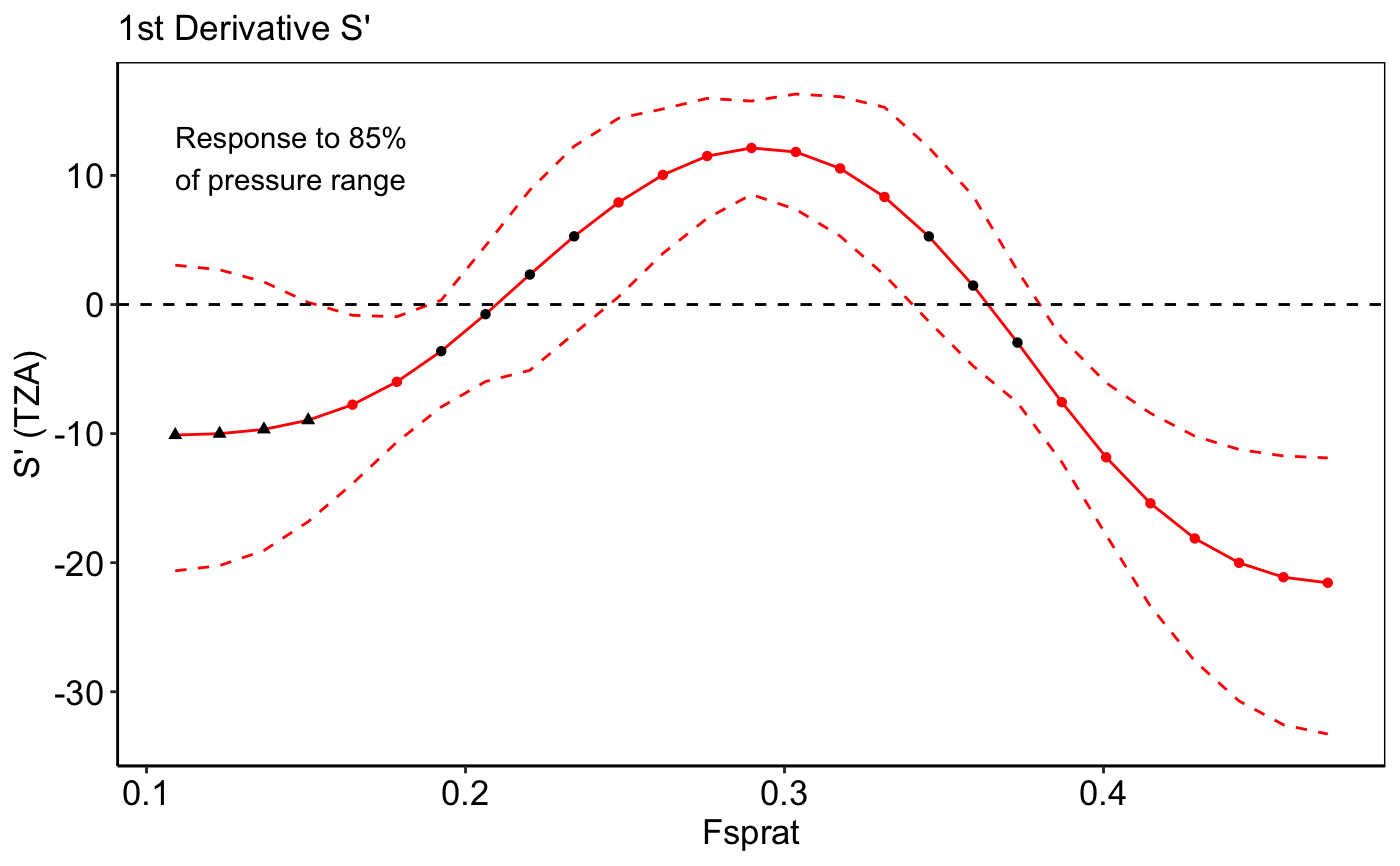 1st Derivative S'
Response to 85%
of pressure range
10
0
-10
-20
-30
S' (TZA)
0.1
0.2
0.3
0.4
Fsprat